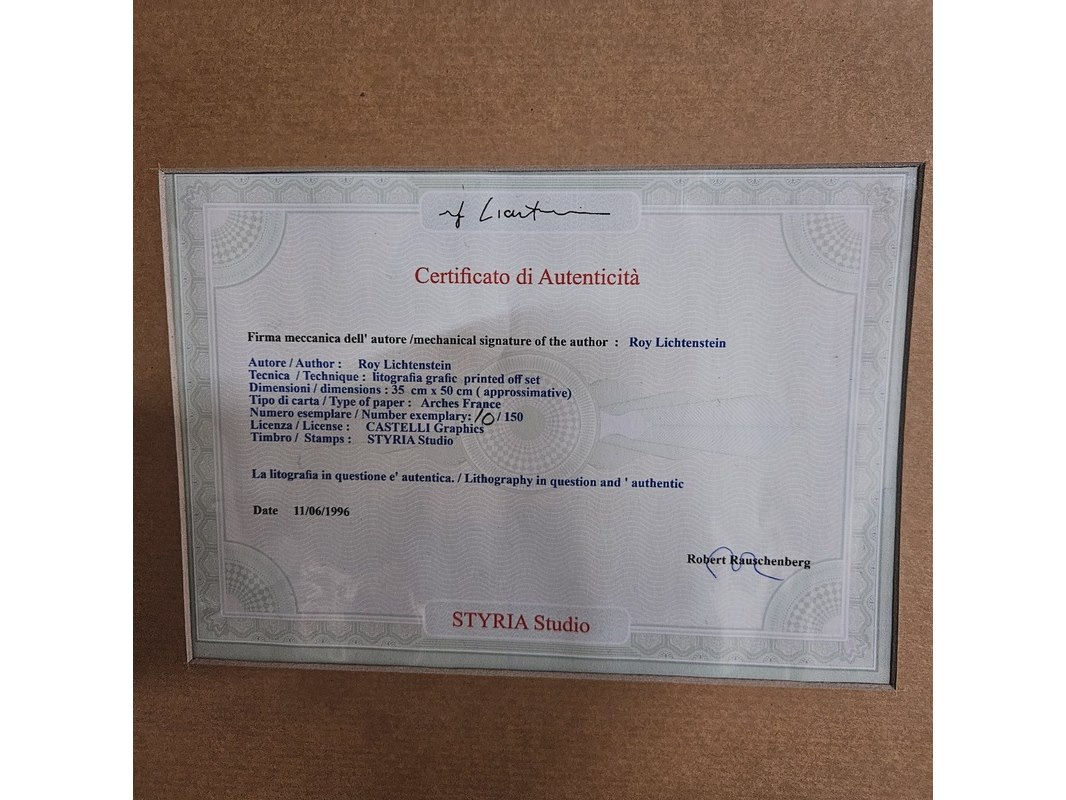 rf Lichtenstein
Certificato di Autenticità
Firma meccanica dell' autore /mechanical signature of the author : Roy Lichtenstein
Autore / Author : Roy Lichtenstein
Tecnica / Technique : litografia grafic printed off set
Dimensioni / dimensions : 35 cm x 50 cm ( approssimative)
Tipo di carta / Type of paper : Arches France
Numero esemplare / Number exemplary: 10 / 150
Licenza / License : CASTELLI Graphics
Timbro / Stamps : STYRIA Studio
La litografia in questione e' autentica. / Lithography in question and ' authentic
Date 11/06/1996
Robert Rauschenberg
STYRIA Studio